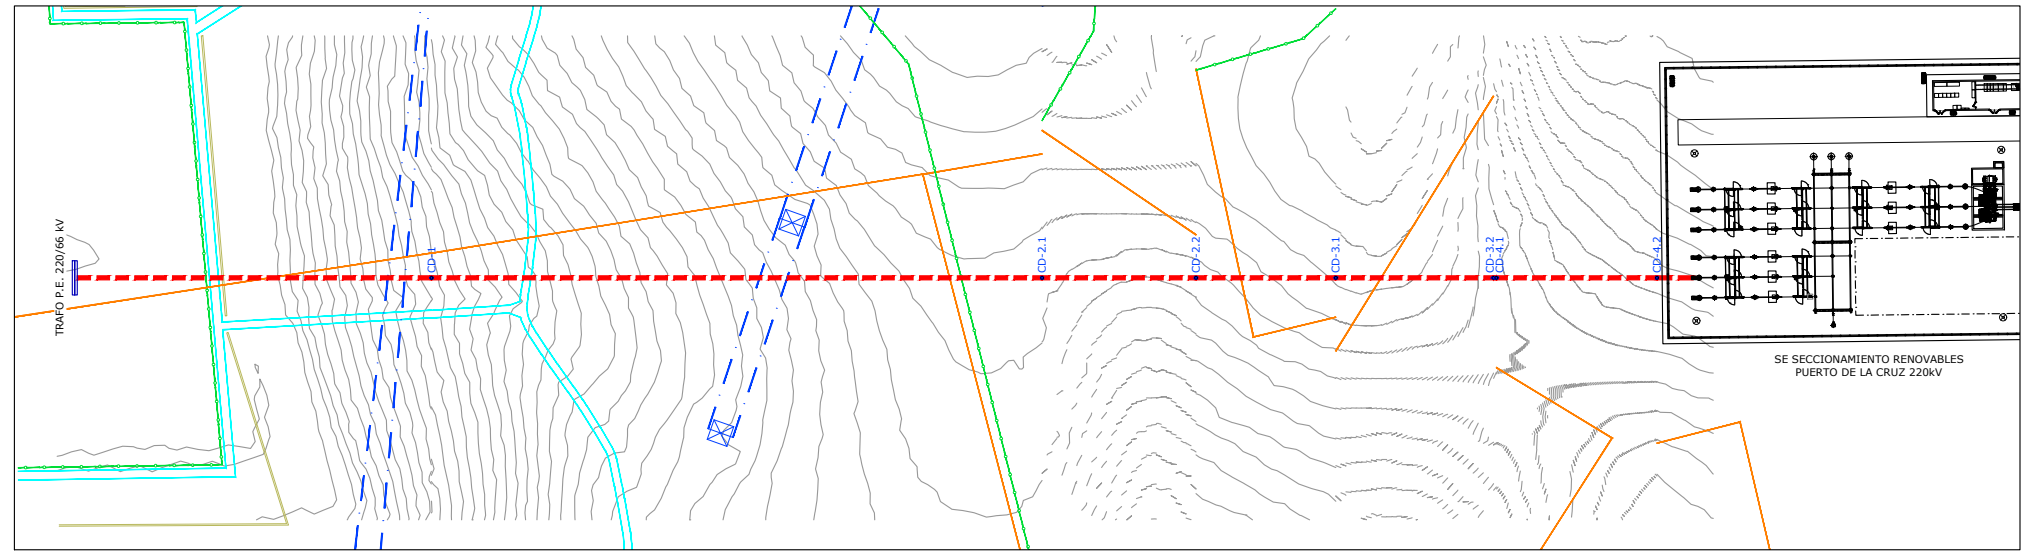 TRAFO P.E. 220/66 kV
CD-1
CD-2.1
CD-2.2
CD-3.1
CD-3.2
CD-4.1
CD-4.2
SE SECCIONAMIENTO RENOVABLES
PUERTO DE LA CRUZ 220kV